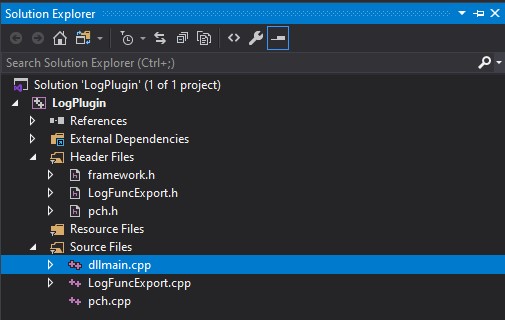 Solution Explorer
Search Solution Explorer (Ctrl+;)
Solution 'LogPlugin' (1 of 1 project)
LogPlugin
References
External Dependencies
Header Files
framework.h
LogFuncExport.h
pch.h
Resource Files
Source Files
dllmain.cpp
LogFuncExport.cpp
pch.cpp